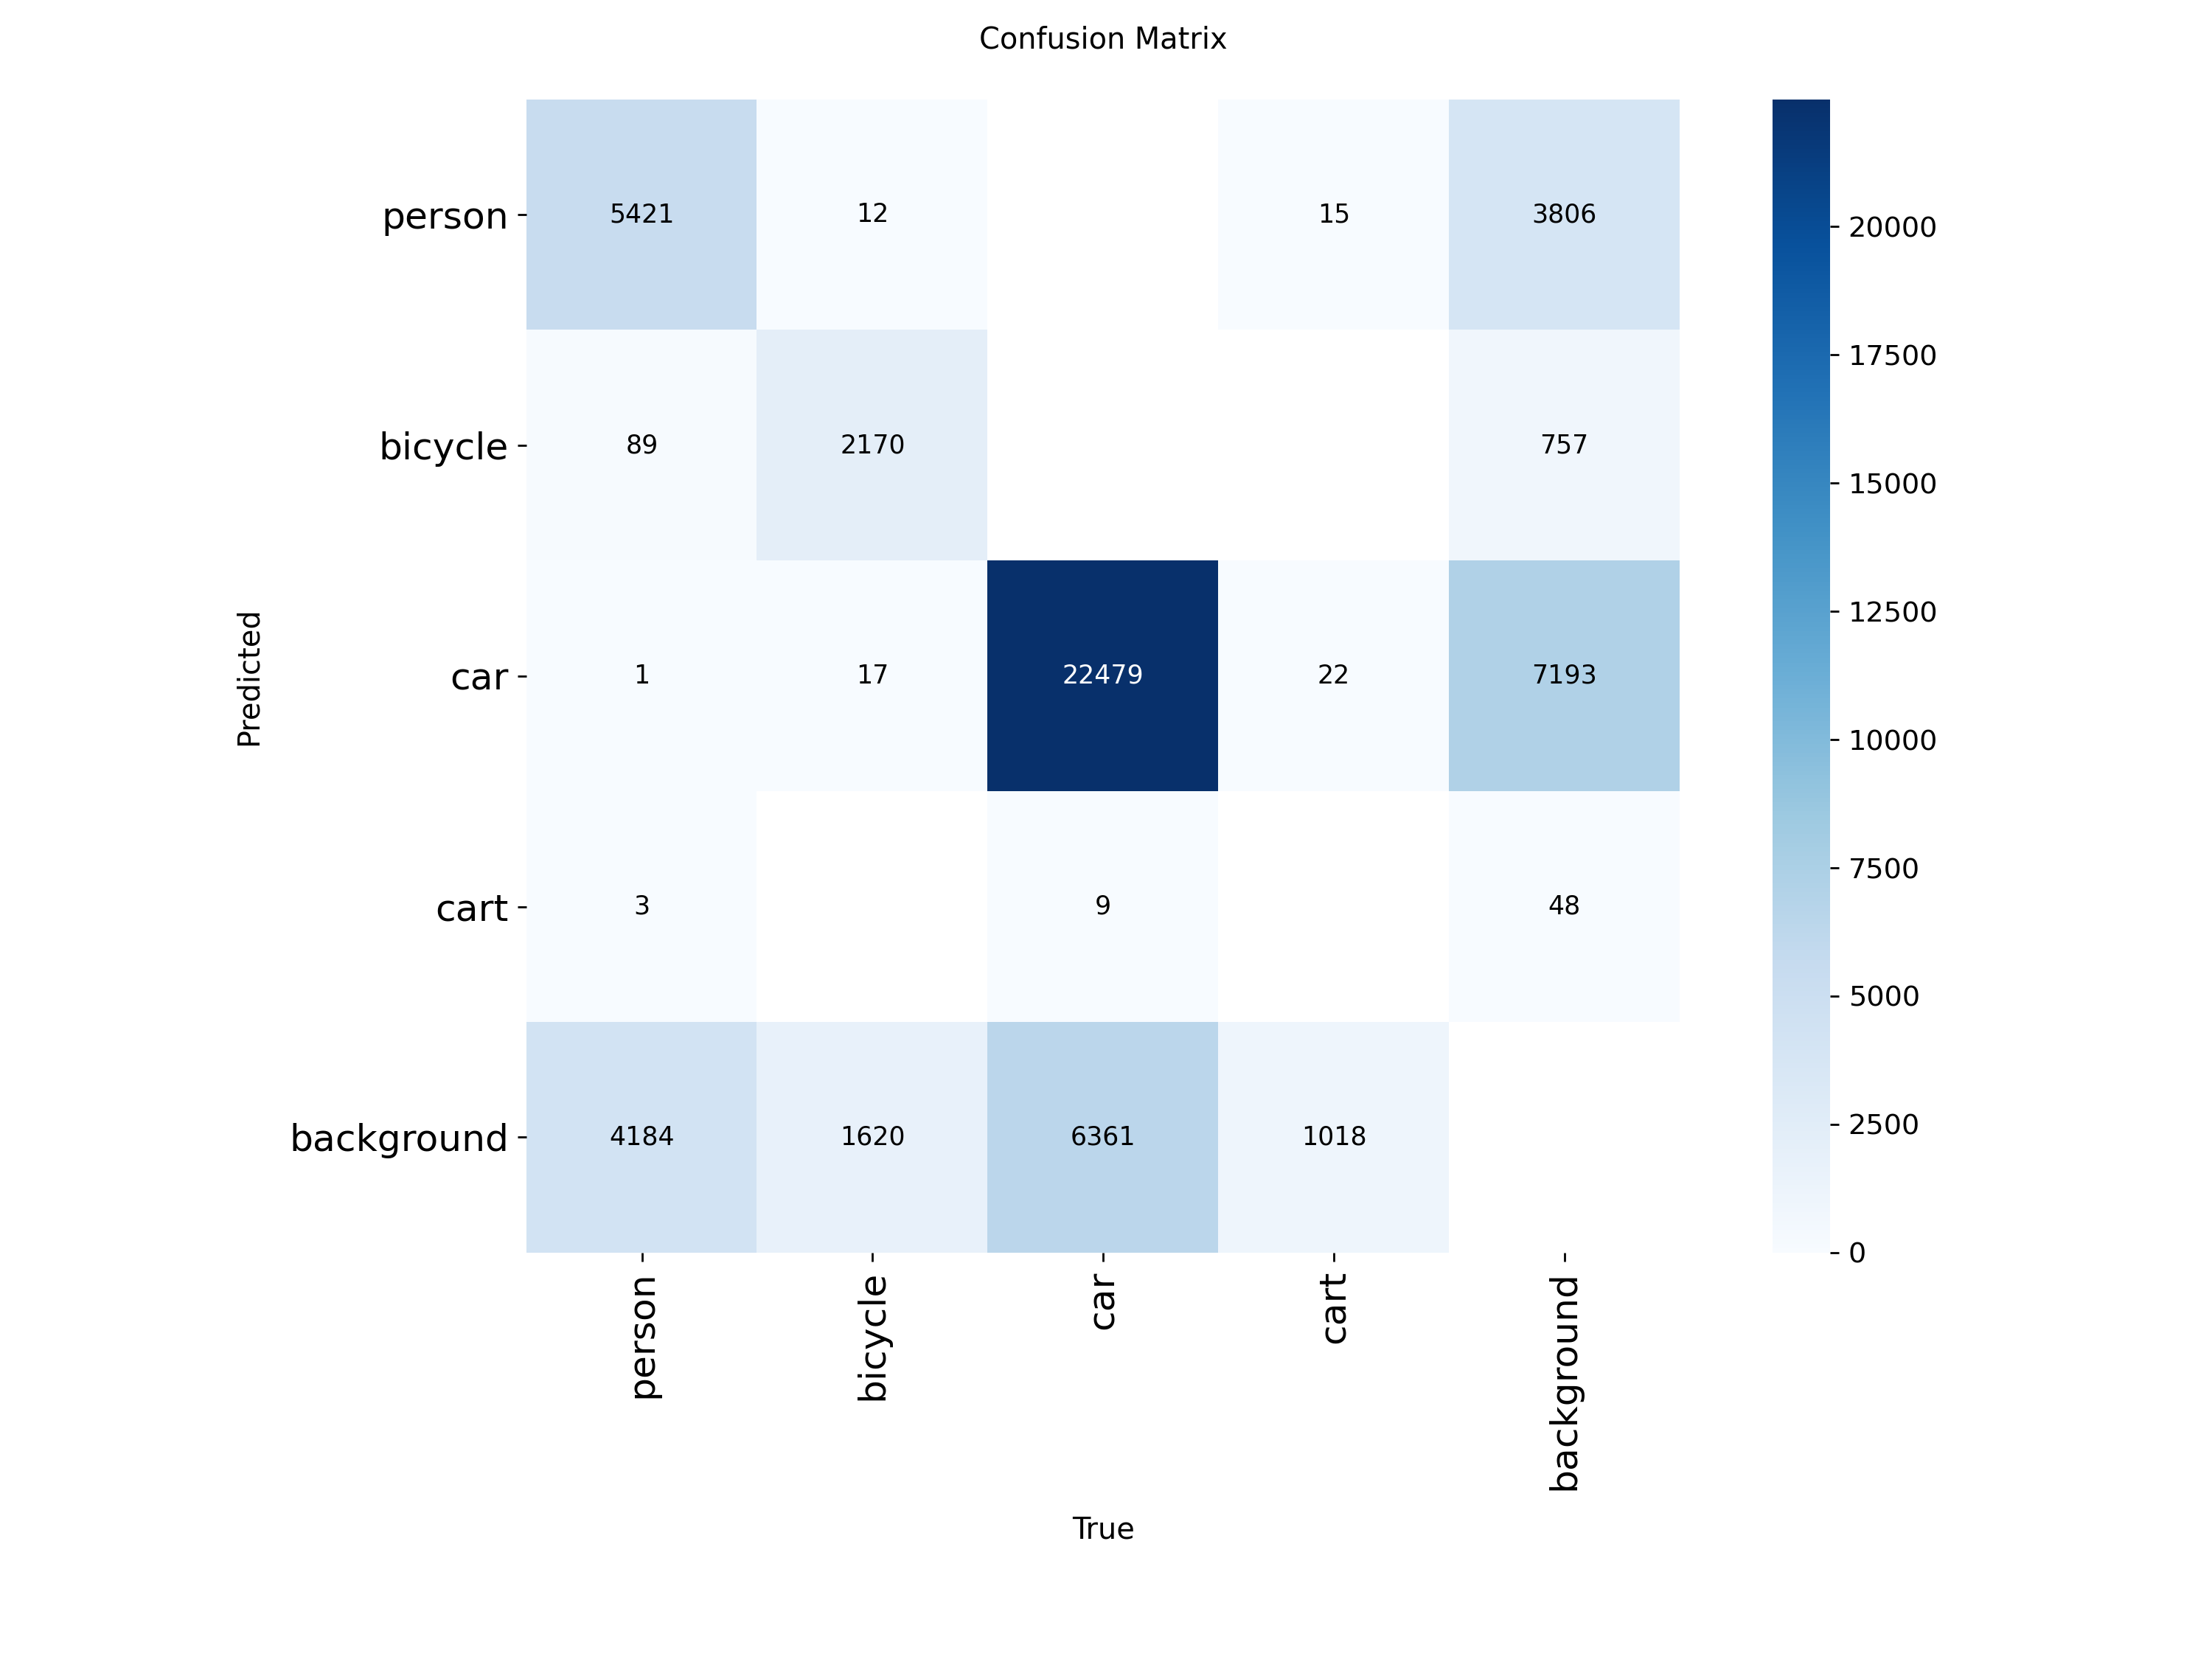 Confusion Matrix
person 5421 12 15 3806
bicycle 89 2170 757
car 1 17 22479 22 7193
cart 3 9 48
background 4184 1620 6361 1018
person bicycle car cart background
True
Predicted
20000
17500
15000
12500
10000
7500
5000
2500
0